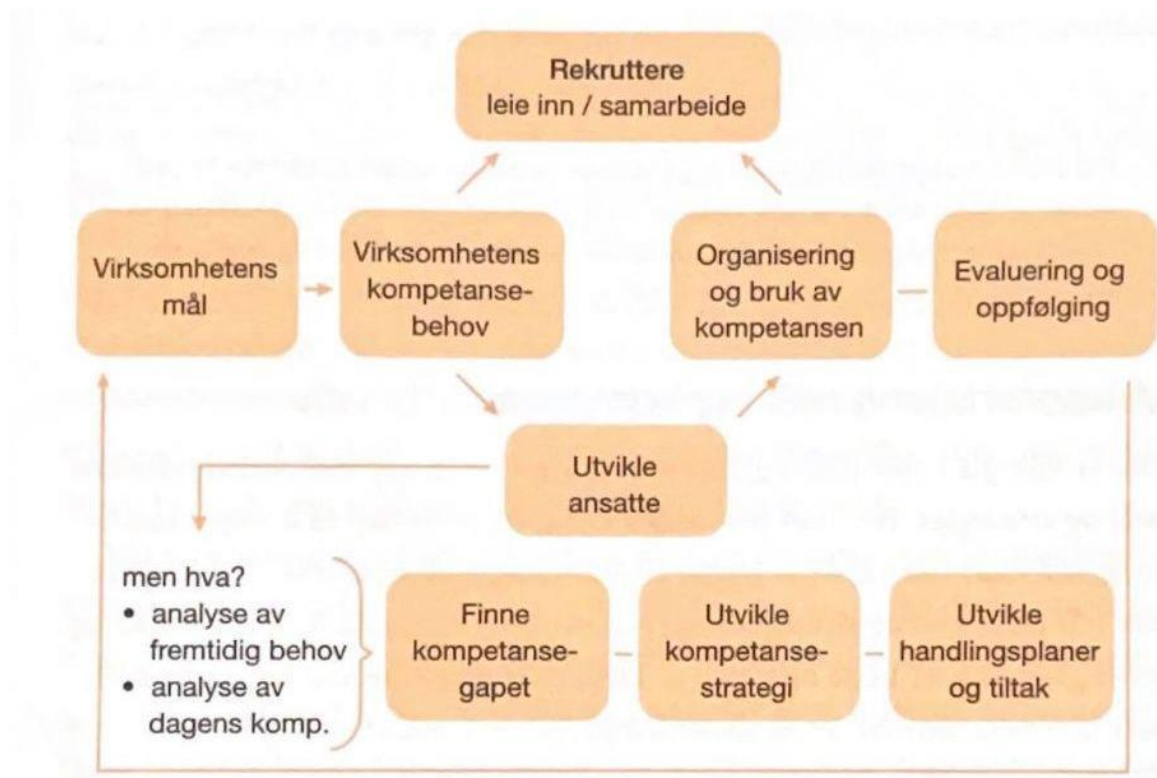 Rekruttere
leie inn / samarbeide
Virksomhetens
mål
Virksomhetens
kompetanse-
behov
Organisering
og bruk av
kompetansen
Evaluering og
oppfølging
Utvikle
ansatte
men hva?
• analyse av
fremtidig behov
• analyse av
dagens komp.
Finne
kompetanse-
gapet
Utvikle
kompetanse-
strategi
Utvikle
handlingsplaner
og tiltak